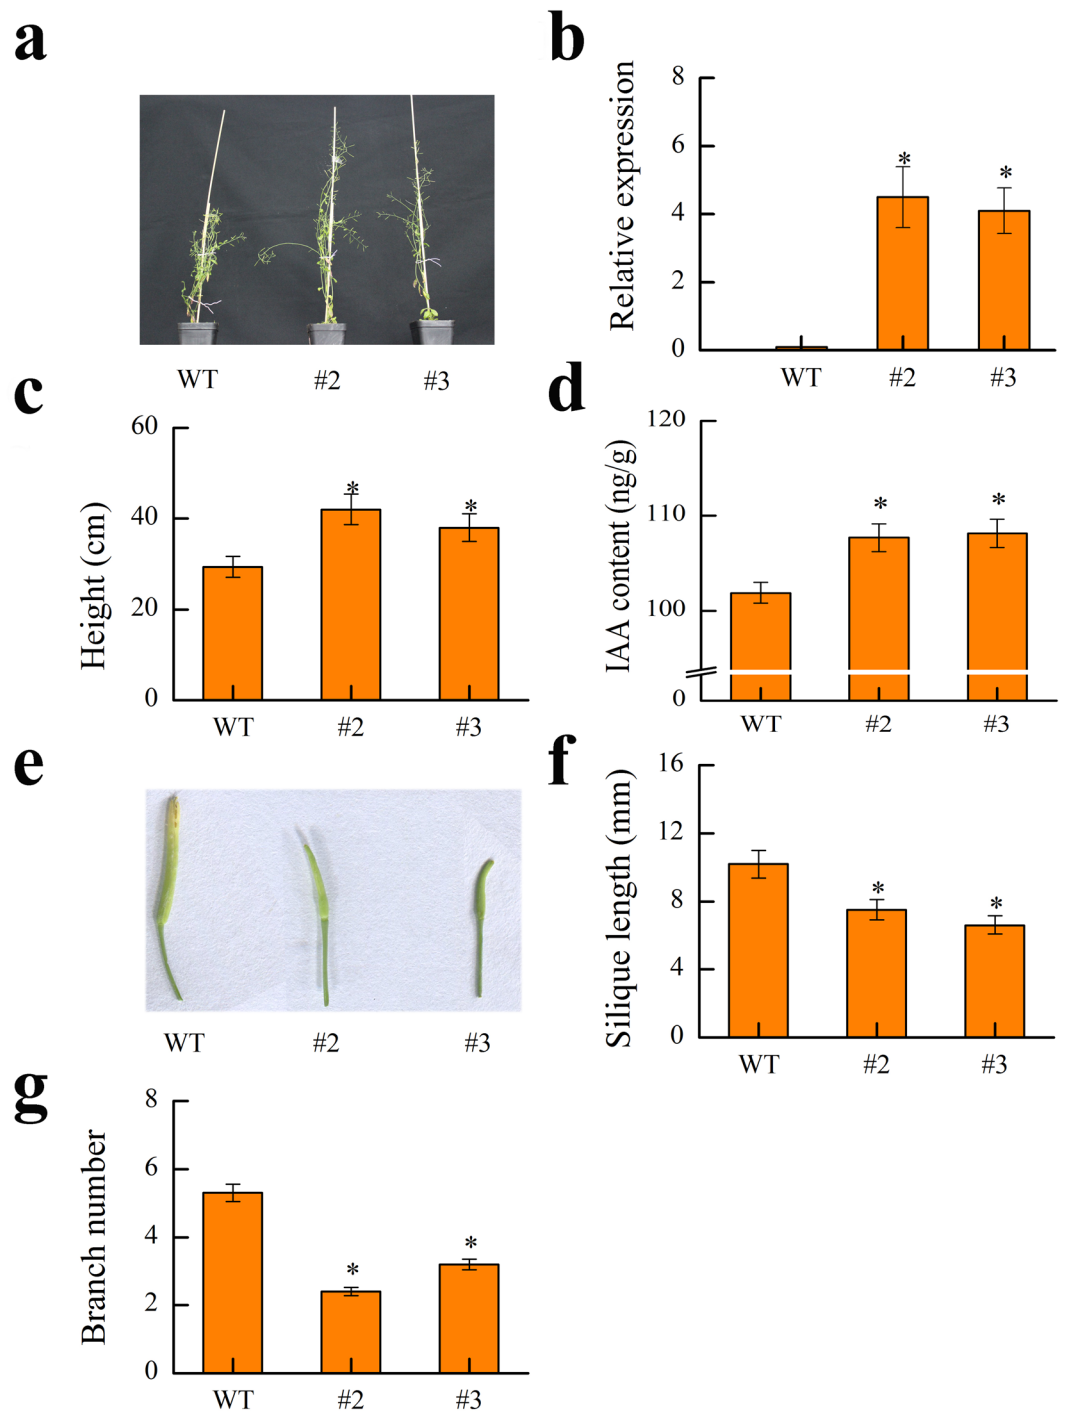 a
WT #2 #3
b
Relative expression
8
6
4
2
0
* *
WT #2 #3
c
Height (cm)
60
40
20
0
* *
WT #2 #3
d
IAA content (ng/g)
120
110
100
0
* *
WT #2 #3
e
WT #2 #3
f
Silique length (mm)
16
12
8
4
0
* *
WT #2 #3
g
Branch number
8
6
4
2
0
* *
WT #2 #3